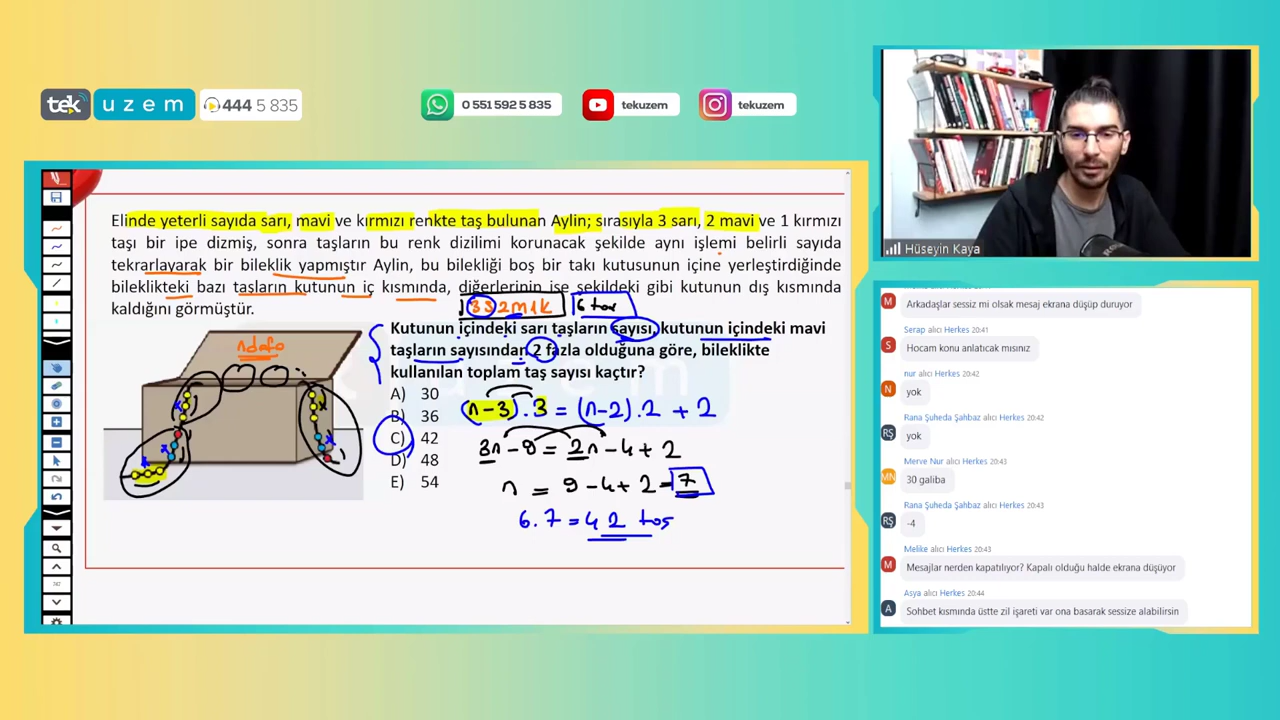 tek uzem 444 5 835
0 551 592 5 835
tekuzem
tekuzem
Hüseyin Kaya
Elinde yeterli sayıda sarı, mavi ve kırmızı renkte taş bulunan Aylin; sırasıyla 3 sarı, 2 mavi ve 1 kırmızı
taşı bir ipe dizmiş, sonra taşların bu renk dizilimi korunacak şekilde aynı işlemi belirli sayıda
tekrarlayarak bir bileklik yapmıştır Aylin, bu bilekliği boş bir takı kutusunun içine yerleştirdiğinde
bileklikteki bazı taşların kutunun iç kısmında, diğerlerinin ise şekildeki gibi kutunun dış kısmında
kaldığını görmüştür.
3S 2m 1k 6 tas
Kutunun içindeki sarı taşların sayısı, kutunun içindeki mavi
taşların sayısından 2 fazla olduğuna göre, bileklikte
kullanılan toplam taş sayısı kaçtır?
n defa
A) 30
B) 36
C) 42
D) 48
E) 54
(n-3).3 = (n-2).2 + 2
3n-9 = 2n-4+2
n = 9-4+2=7
6.7=42 tas
Arkadaşlar sessiz mi olsak mesaj ekrana düşüp duruyor
Serap alıcı Herkes 20:41
Hocam konu anlatıcak mısınız
nur alıcı Herkes 20:42
yok
Rana Şuheda Şahbaz alıcı Herkes 20:42
yok
Merve Nur alıcı Herkes 20:43
30 galiba
Rana Şuheda Şahbaz alıcı Herkes 20:43
-4
Melike alıcı Herkes 20:43
Mesajlar nerden kapatılıyor? Kapalı olduğu halde ekrana düşüyor
Asya alıcı Herkes 20:44
Sohbet kısmında üstte zil işareti var ona basarak sessize alabilirsin